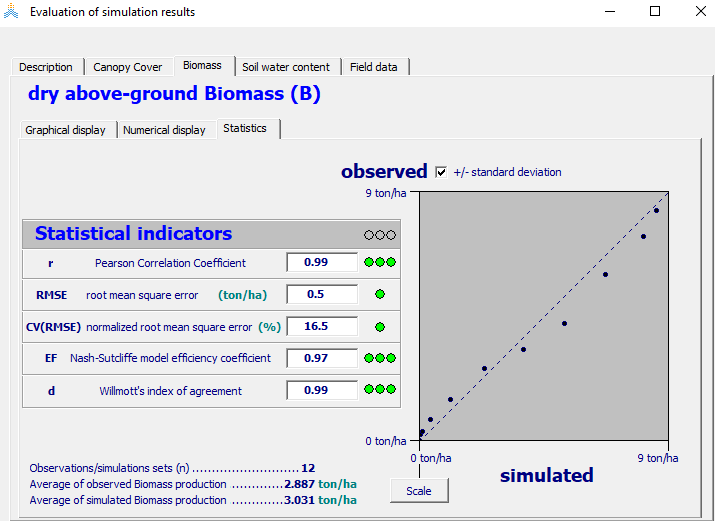 Evaluation of simulation results
Description Canopy Cover Biomass Soil water content Field data
dry above-ground Biomass (B)
Graphical display Numerical display Statistics
observed +/- standard deviation
9 ton/ha
Statistical indicators
r Pearson Correlation Coefficient 0.99
RMSE root mean square error (ton/ha) 0.5
CV(RMSE) normalized root mean square error (%) 16.5
EF Nash-Sutcliffe model efficiency coefficient 0.97
d Willmott's index of agreement 0.99
0 ton/ha
0 ton/ha 9 ton/ha
simulated
Observations/simulations sets (n) ........................... 12
Average of observed Biomass production ............. 2.887 ton/ha
Average of simulated Biomass production ............ 3.031 ton/ha
Scale